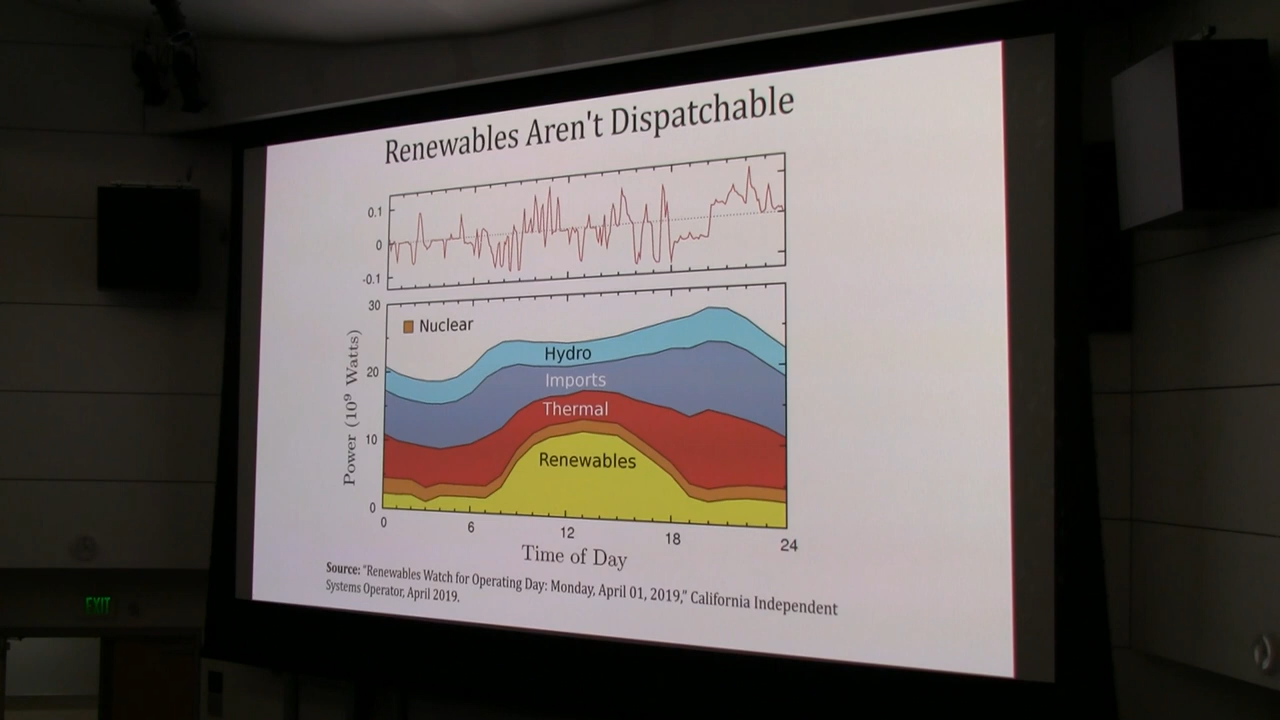 Renewables Aren't Dispatchable
0.1
0
-0.1
30
20
10
0
Power (10⁹ Watts)
Nuclear
Hydro
Imports
Thermal
Renewables
0 6 12 18 24
Time of Day
Source: "Renewables Watch for Operating Day: Monday, April 01, 2019," California Independent
Systems Operator, April 2019.
EXIT